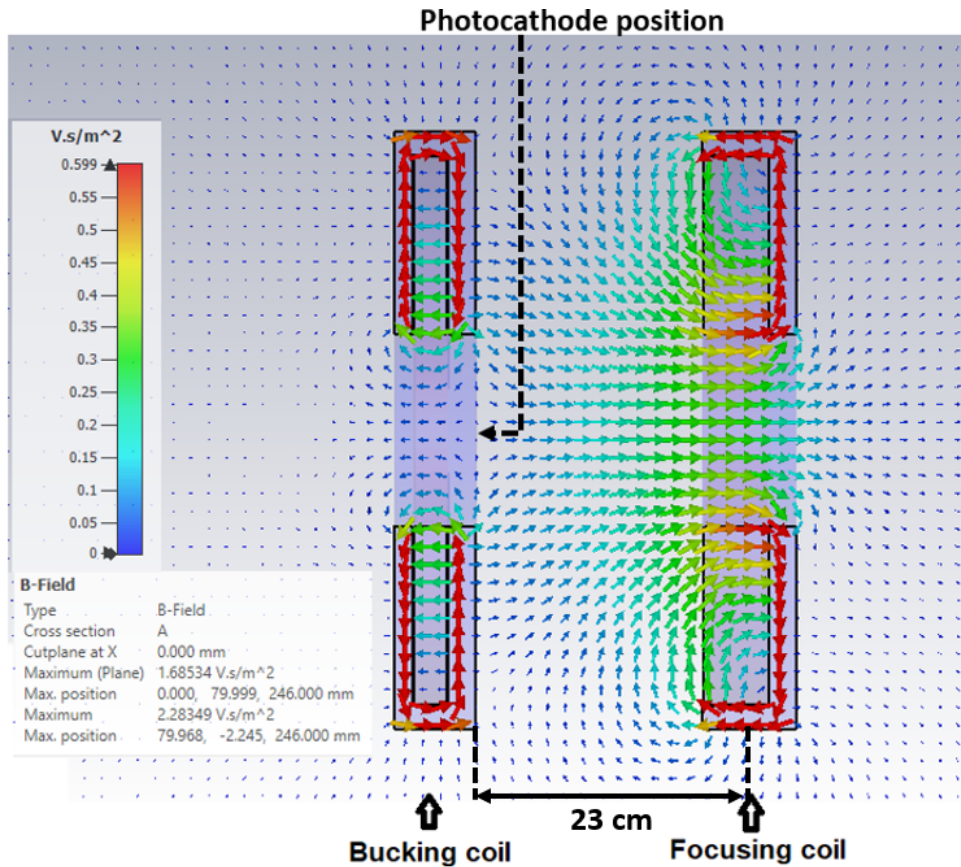 Photocathode position
V.s/m^2
0.599
0.55
0.5
0.45
0.4
0.35
0.3
0.25
0.2
0.15
0.1
0.05
0
B-Field
Type B-Field
Cross section A
Cutplane at X 0.000 mm
Maximum (Plane) 1.68534 V.s/m^2
Max. position 0.000, 79.999, 246.000 mm
Maximum 2.28349 V.s/m^2
Max. position 79.968, -2.245, 246.000 mm
23 cm
Bucking coil
Focusing coil